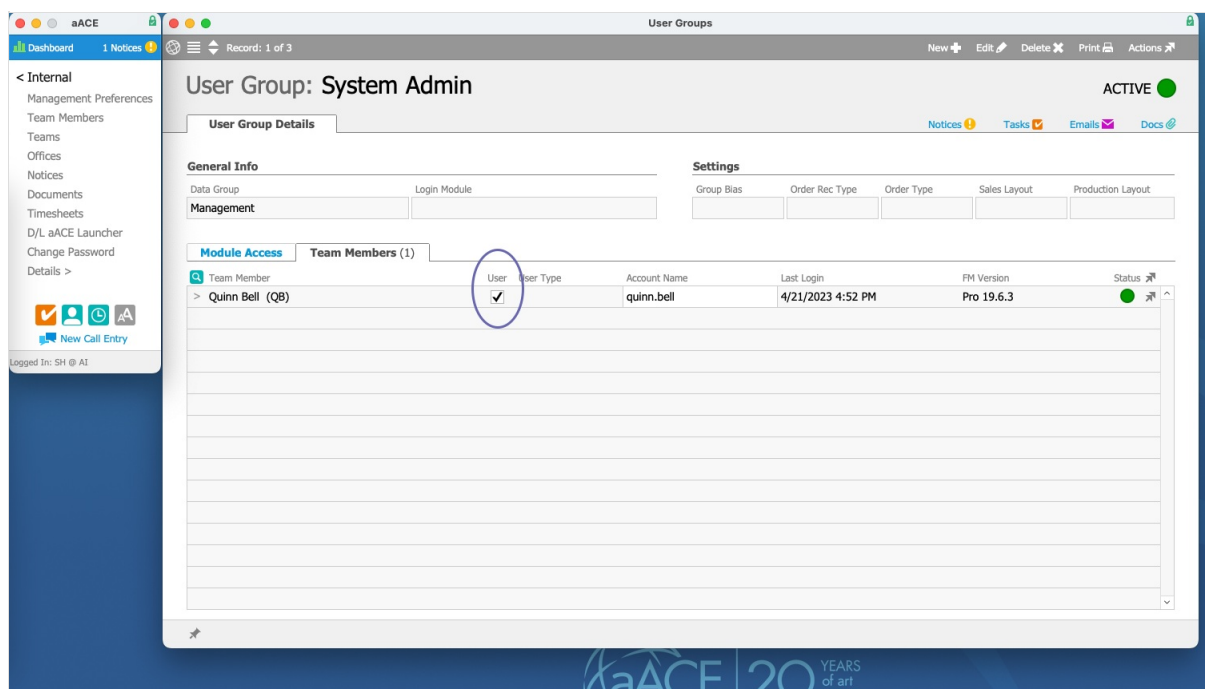 aACE
Dashboard 1 Notices
< Internal
Management Preferences
Team Members
Teams
Offices
Notices
Documents
Timesheets
D/L aACE Launcher
Change Password
Details >
AA
New Call Entry
Logged In: SH @ AI
User Groups
Record: 1 of 3
New Edit Delete Print Actions
User Group: System Admin
ACTIVE
User Group Details
Notices Tasks Emails Docs
General Info Settings
Data Group Login Module Group Bias Order Rec Type Order Type Sales Layout Production Layout
Management
Module Access Team Members (1)
Team Member User User Type Account Name Last Login FM Version Status
> Quinn Bell (QB) quinn.bell 4/21/2023 4:52 PM Pro 19.6.3
aACE 20 YEARS
of art